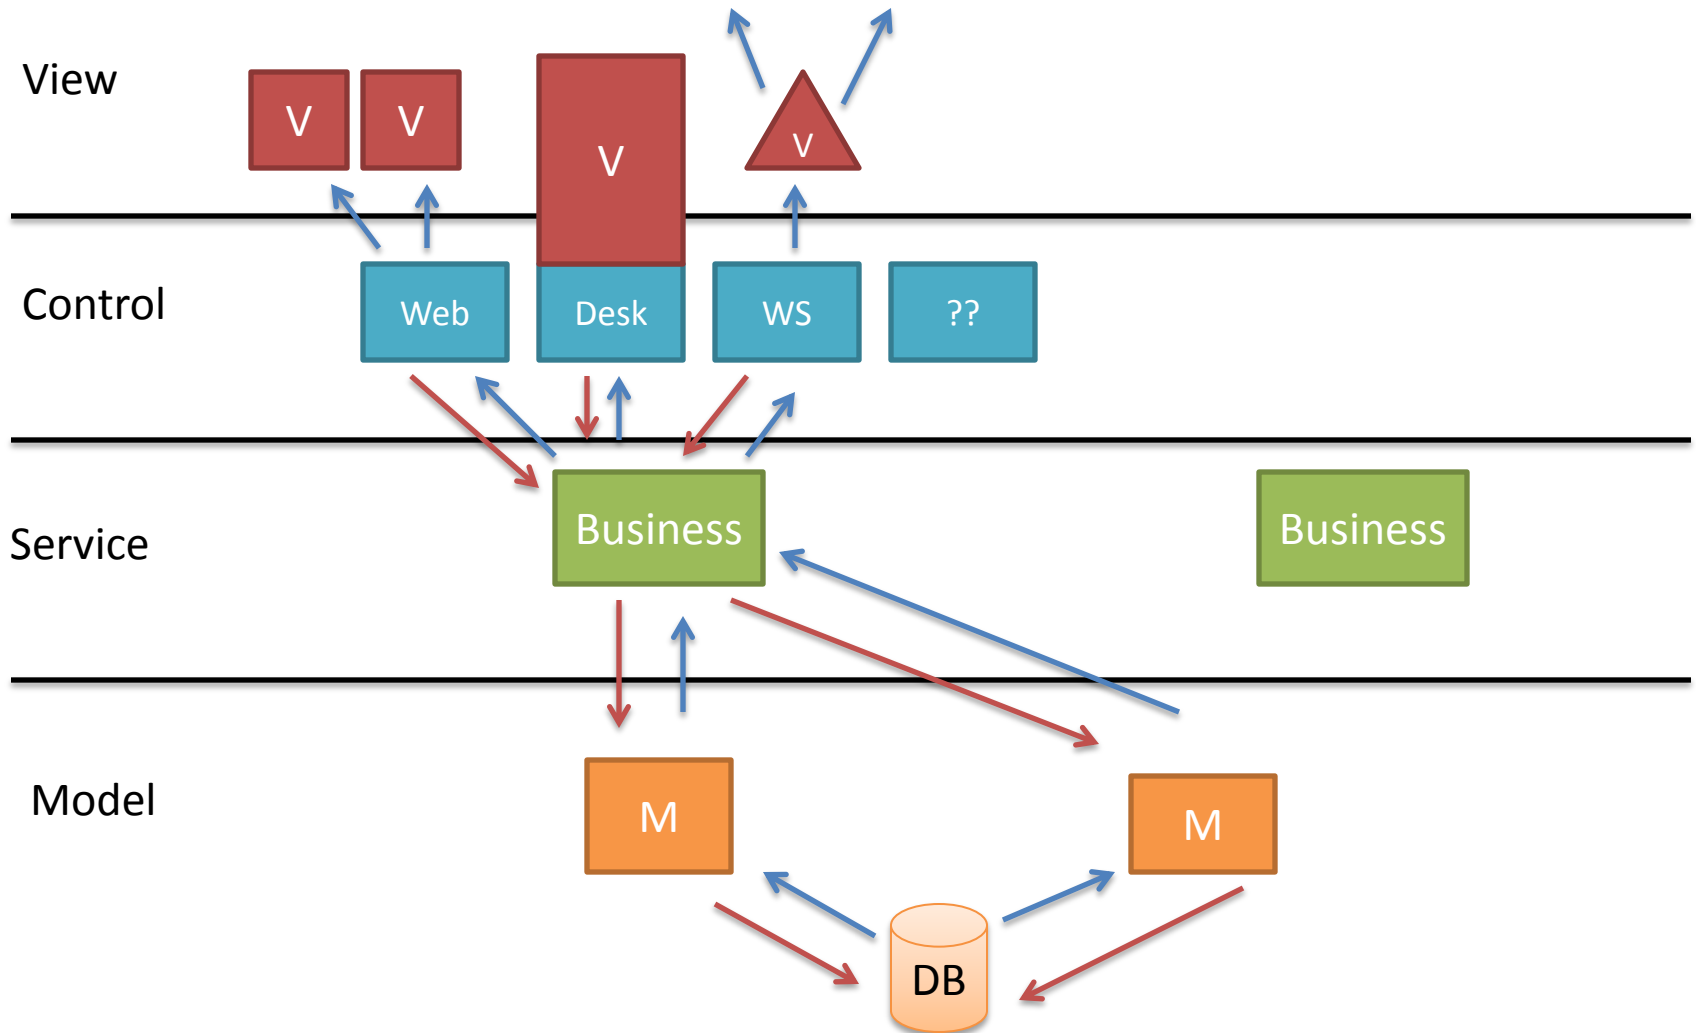 View
V V V V
Control
Web Desk WS ??
Service
Business Business
Model
M M
DB